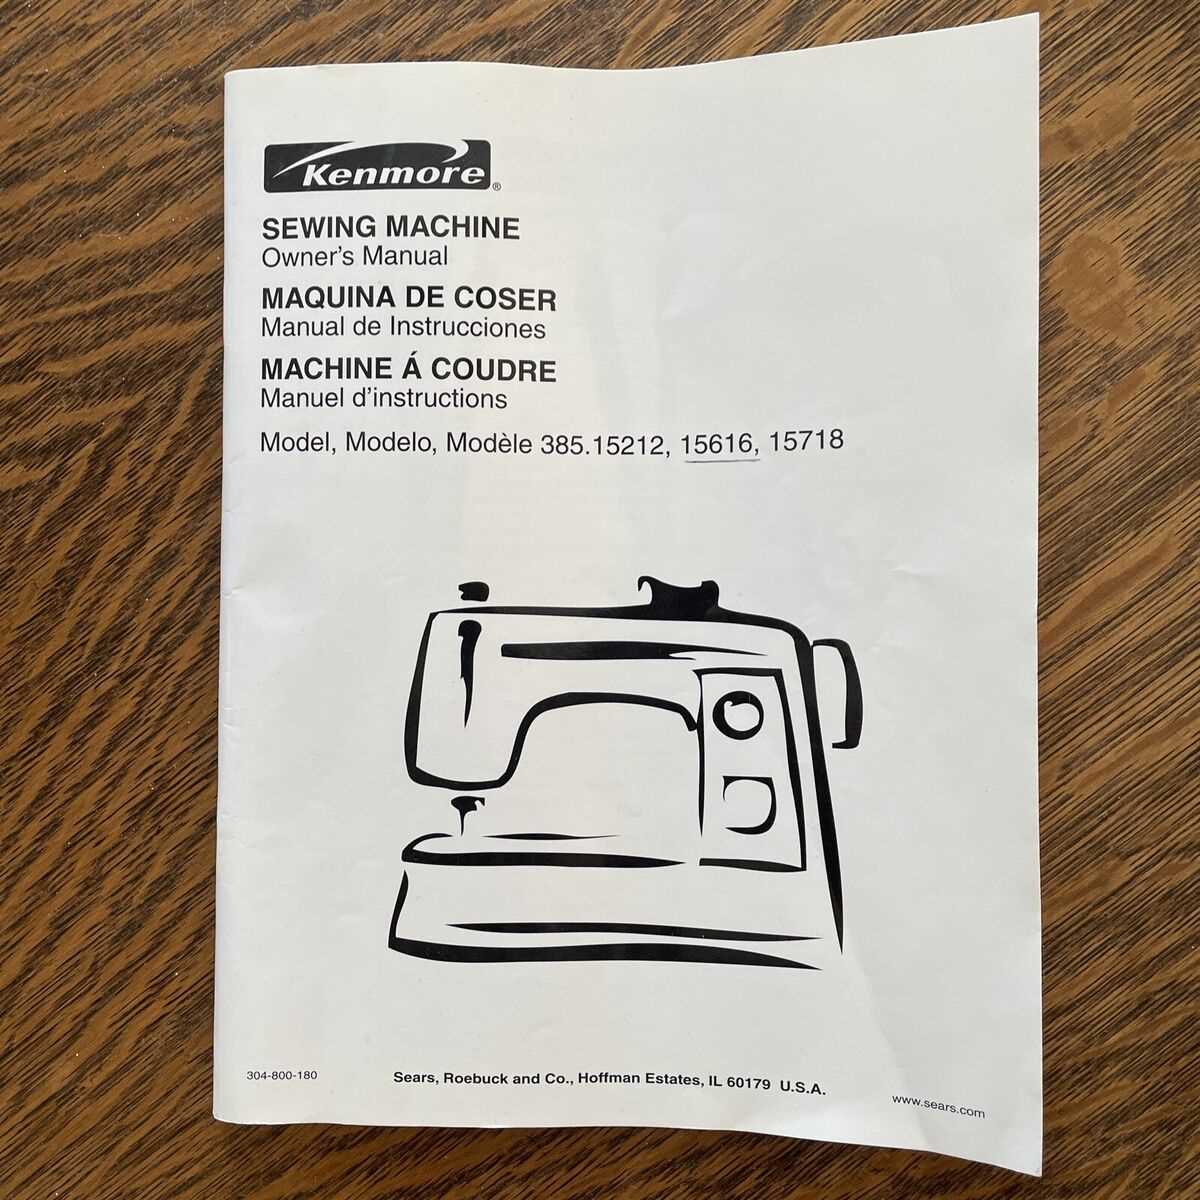 Kenmore®
SEWING MACHINE
Owner's Manual
MAQUINA DE COSER
Manual de Instrucciones
MACHINE Á COUDRE
Manuel d'instructions
Model, Modelo, Modèle 385.15212, 15616, 15718
304-800-180
Sears, Roebuck and Co., Hoffman Estates, IL 60179 U.S.A.
www.sears.com